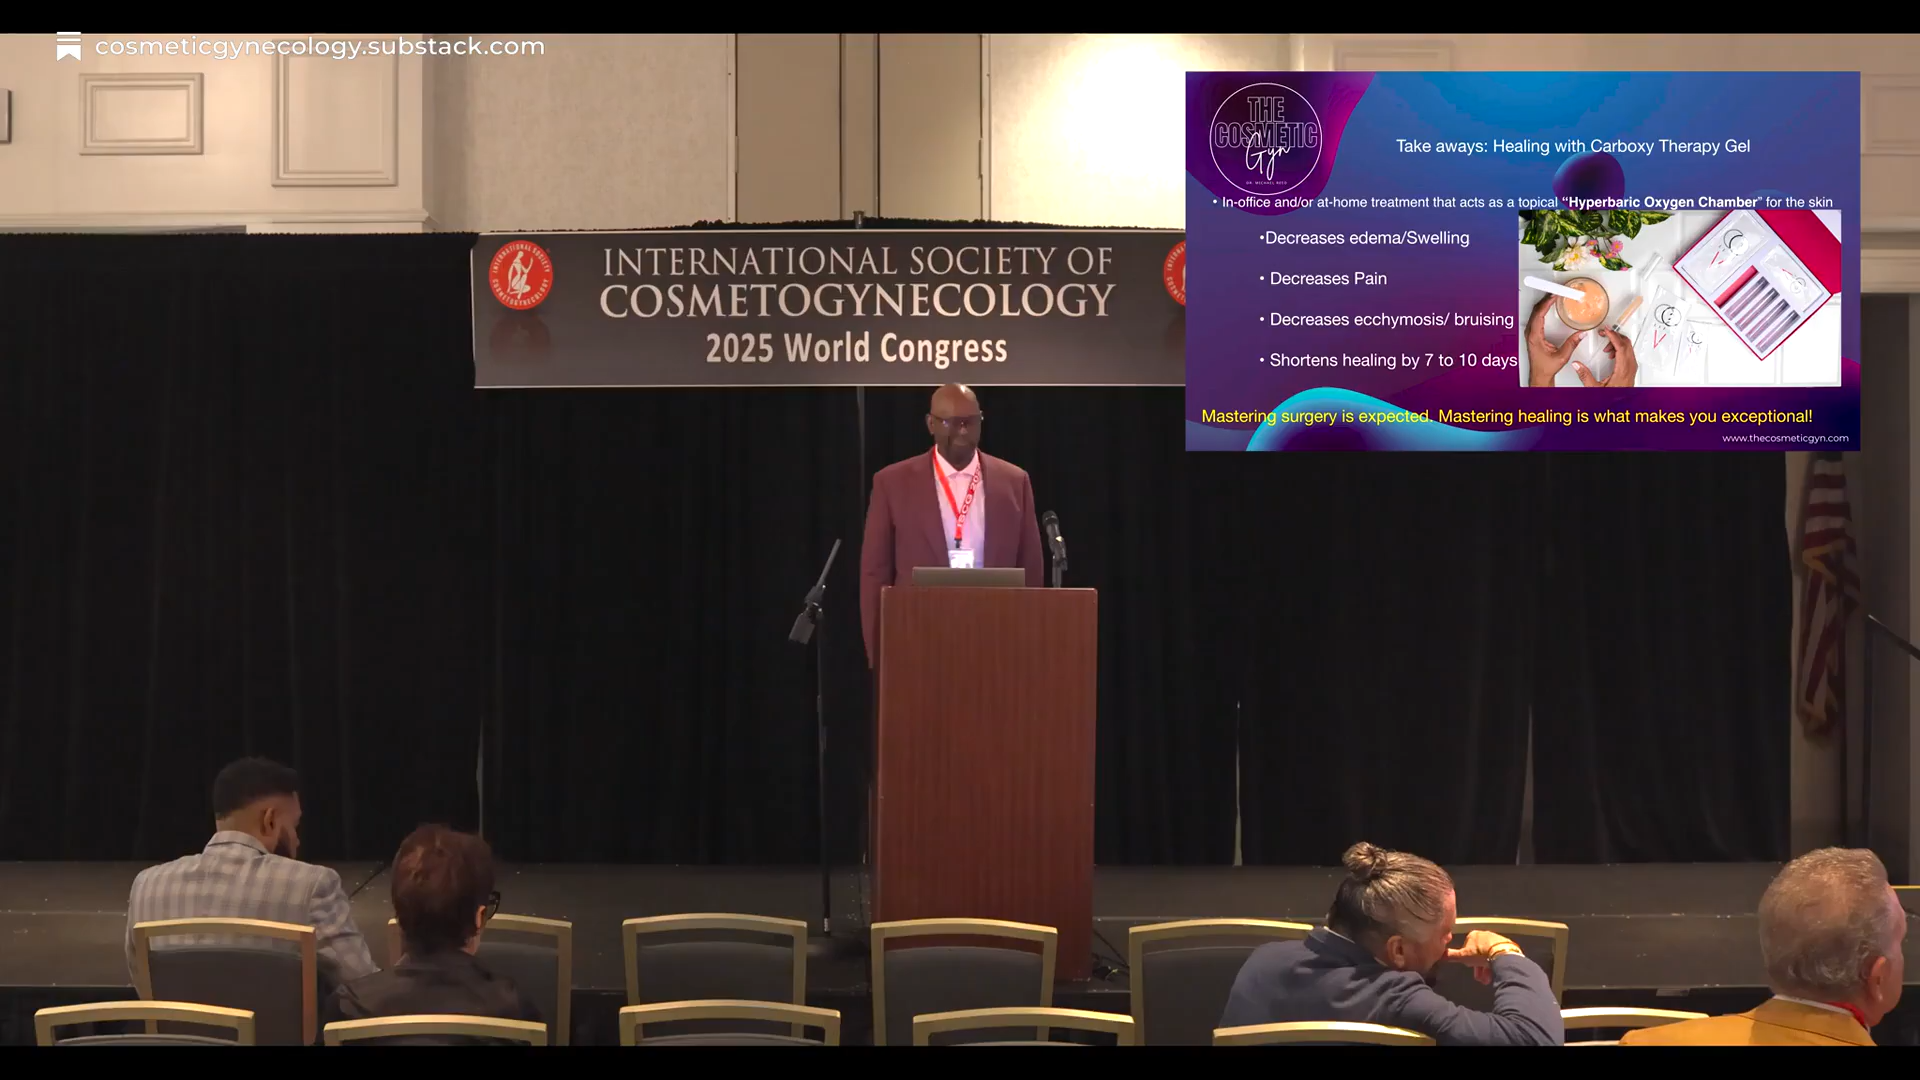 cosmeticgynecology.substack.com
INTERNATIONAL SOCIETY OF
COSMETOGYNECOLOGY
2025 World Congress
THE
COSMETIC
Gyn
DR. MICHAEL REED
Take aways: Healing with Carboxy Therapy Gel
• In-office and/or at-home treatment that acts as a topical “Hyperbaric Oxygen Chamber” for the skin
•Decreases edema/Swelling
• Decreases Pain
• Decreases ecchymosis/ bruising
• Shortens healing by 7 to 10 days
Mastering surgery is expected. Mastering healing is what makes you exceptional!
www.thecosmeticgyn.com